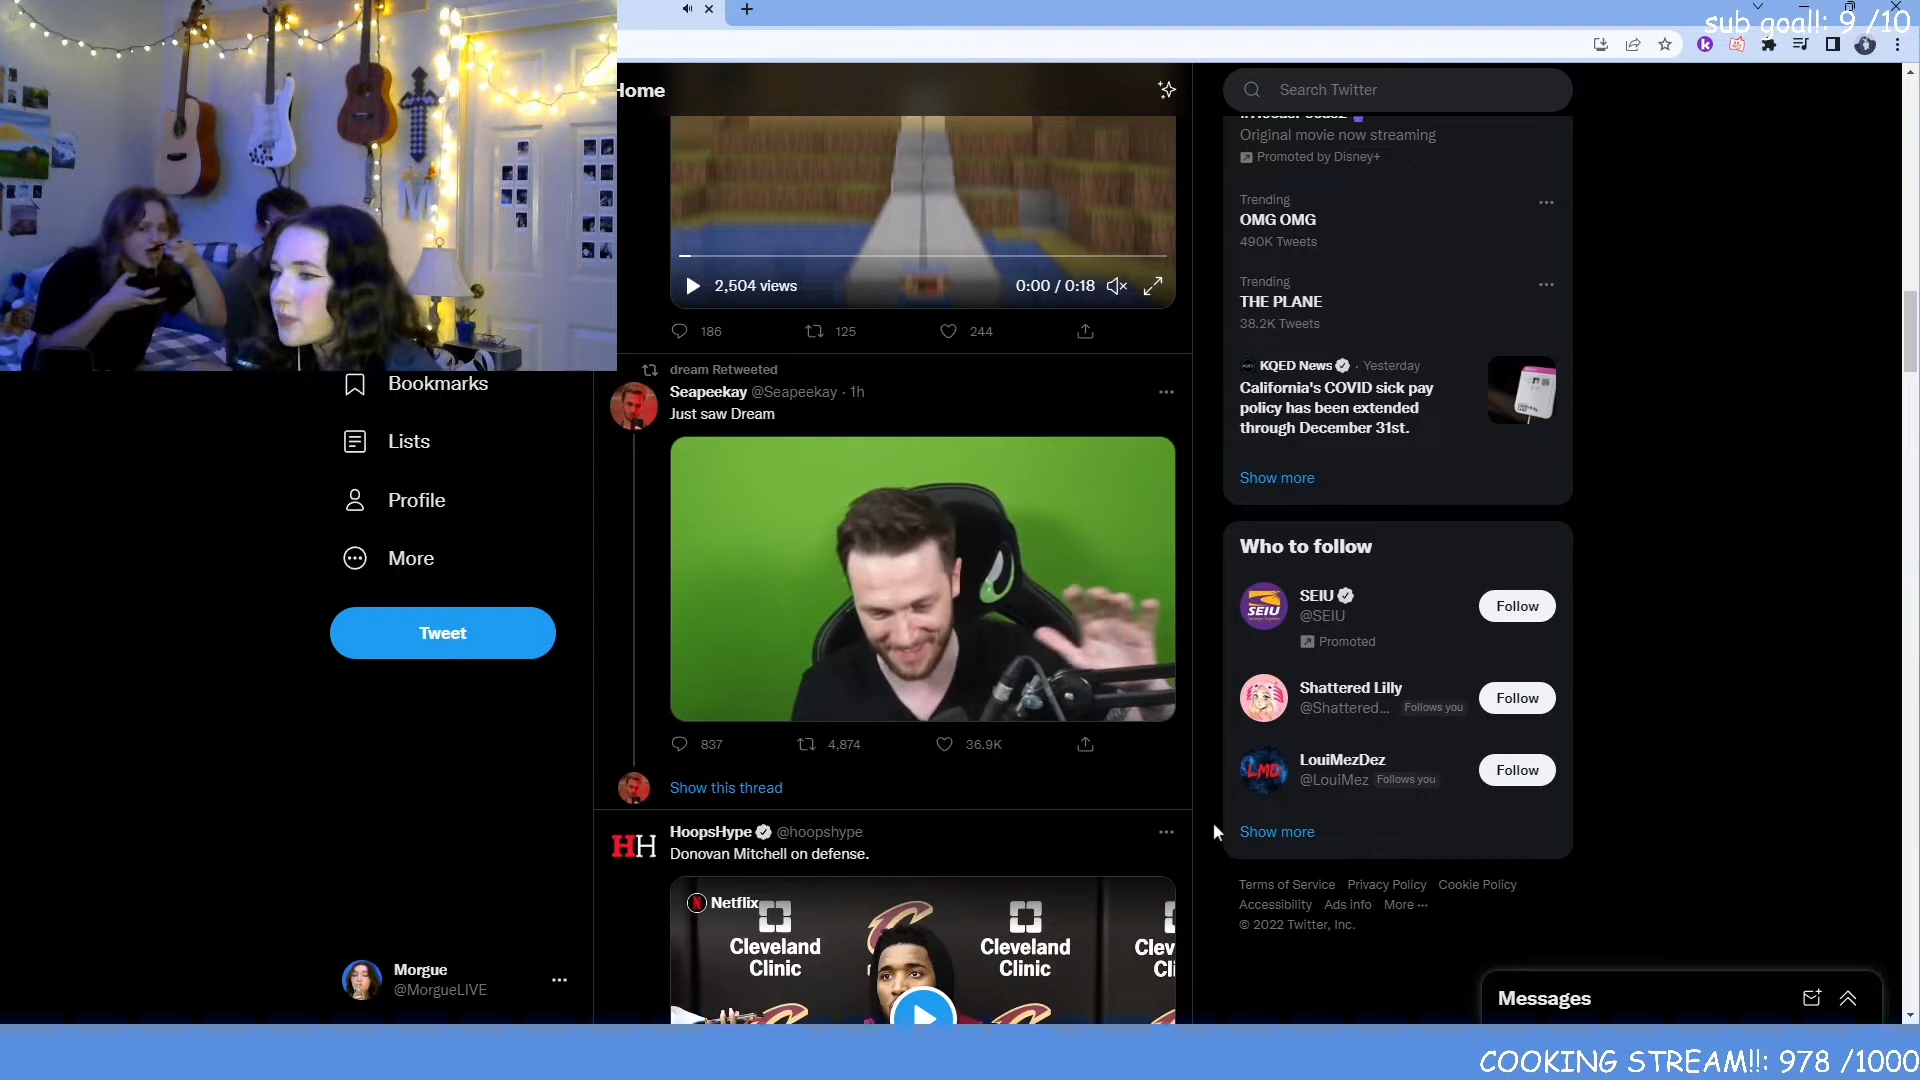 sub goal!: 9 /10
Home
Search Twitter
Original movie now streaming
Promoted by Disney+
2,504 views
0:00 / 0:18
186
125
244
Trending
OMG OMG
490K Tweets
Trending
THE PLANE
38.2K Tweets
KQED News · Yesterday
California's COVID sick pay
policy has been extended
through December 31st.
Show more
Bookmarks
Lists
Profile
More
Tweet
Morgue
@MorgueLIVE
dream Retweeted
Seapeekay @Seapeekay · 1h
Just saw Dream
837
4,874
36.9K
Show this thread
HH
HoopsHype @hoopshype
Donovan Mitchell on defense.
N Netflix
Cleveland
Clinic
Cleveland
Clinic
Clev
Cli
Who to follow
SEIU
SEIU
@SEIU
Promoted
Follow
Shattered Lilly
@Shattered... Follows you
Follow
LMD
LouiMezDez
@LouiMez Follows you
Follow
Show more
Terms of Service Privacy Policy Cookie Policy
Accessibility Ads info More ···
© 2022 Twitter, Inc.
Messages
COOKING STREAM!!: 978 /1000